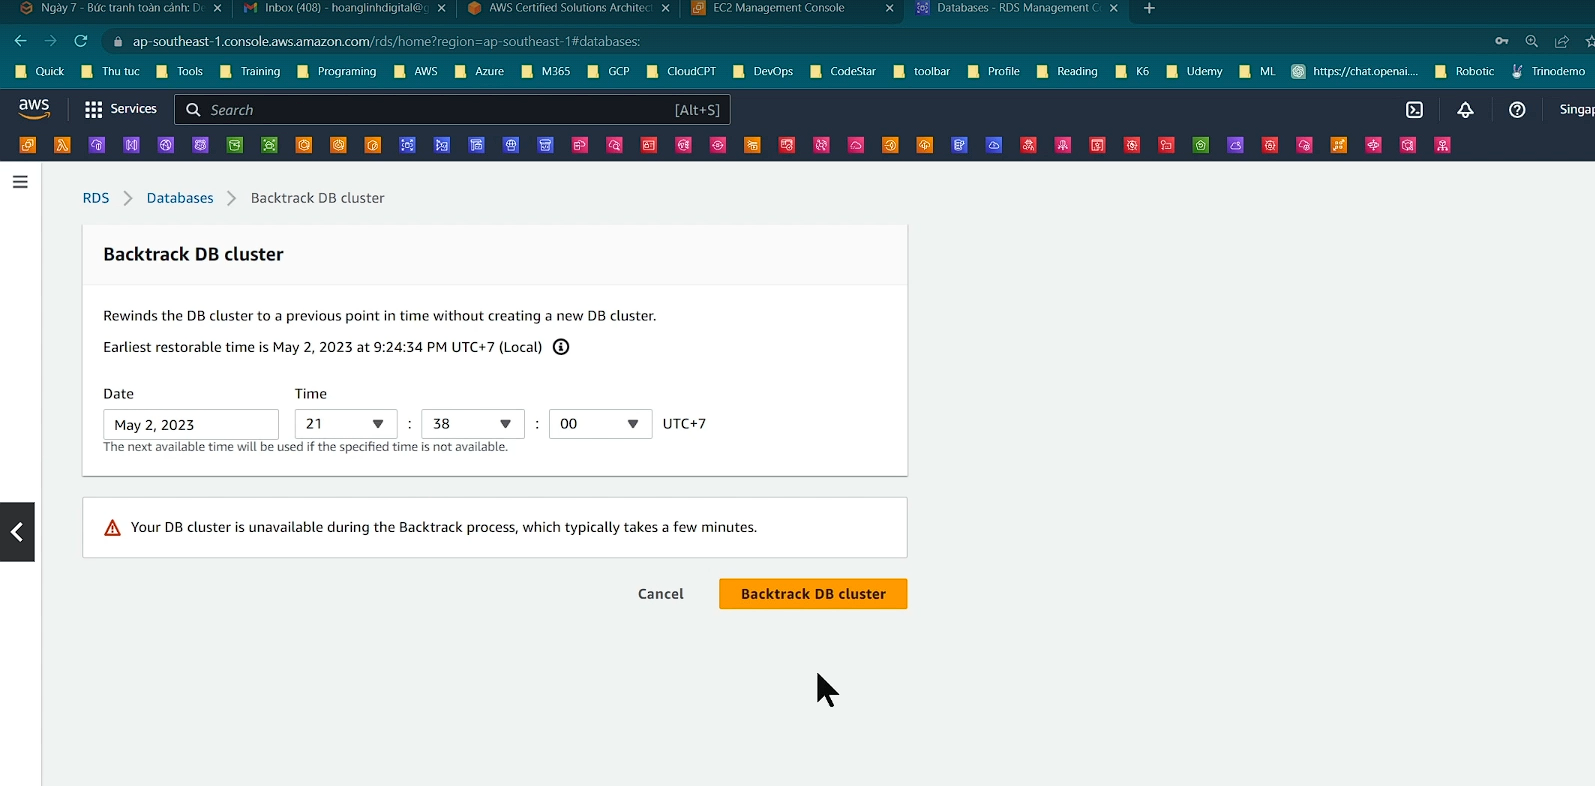 Ngày 7 - Bức tranh toàn cảnh: De
Inbox (408) - hoanglinhdigital@g
AWS Certified Solutions Architect
EC2 Management Console
Databases - RDS Management C
ap-southeast-1.console.aws.amazon.com/rds/home?region=ap-southeast-1#databases:
Quick Thu tuc Tools Training Programing AWS Azure M365 GCP CloudCPT DevOps CodeStar toolbar Profile Reading K6 Udemy ML https://chat.openai.... Robotic Trinodemo
aws Services Search [Alt+S] Singap
RDS Databases Backtrack DB cluster
Backtrack DB cluster
Rewinds the DB cluster to a previous point in time without creating a new DB cluster.
Earliest restorable time is May 2, 2023 at 9:24:34 PM UTC+7 (Local)
Date Time
May 2, 2023 21 : 38 : 00 UTC+7
The next available time will be used if the specified time is not available.
Your DB cluster is unavailable during the Backtrack process, which typically takes a few minutes.
Cancel Backtrack DB cluster